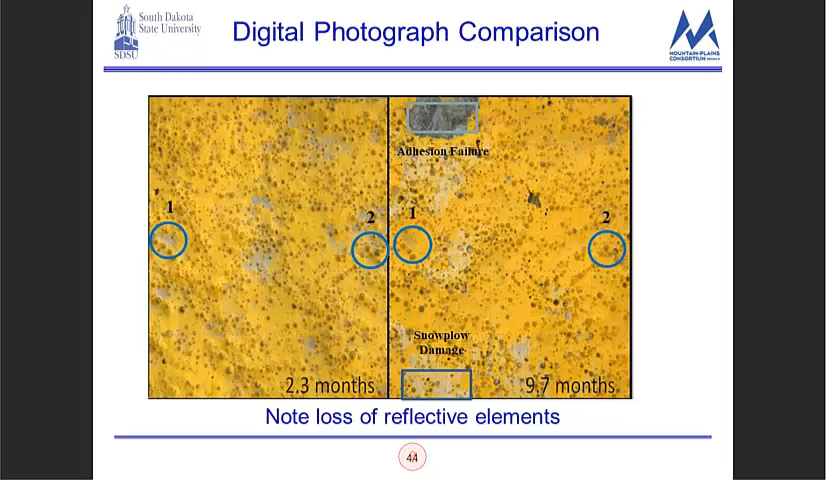 South Dakota
State University
SDSU
Digital Photograph Comparison
MOUNTAIN-PLAINS
CONSORTIUM
Adhesion Failure
1
2
1
2
Snowplow
Damage
2.3 months
9.7 months
Note loss of reflective elements
44